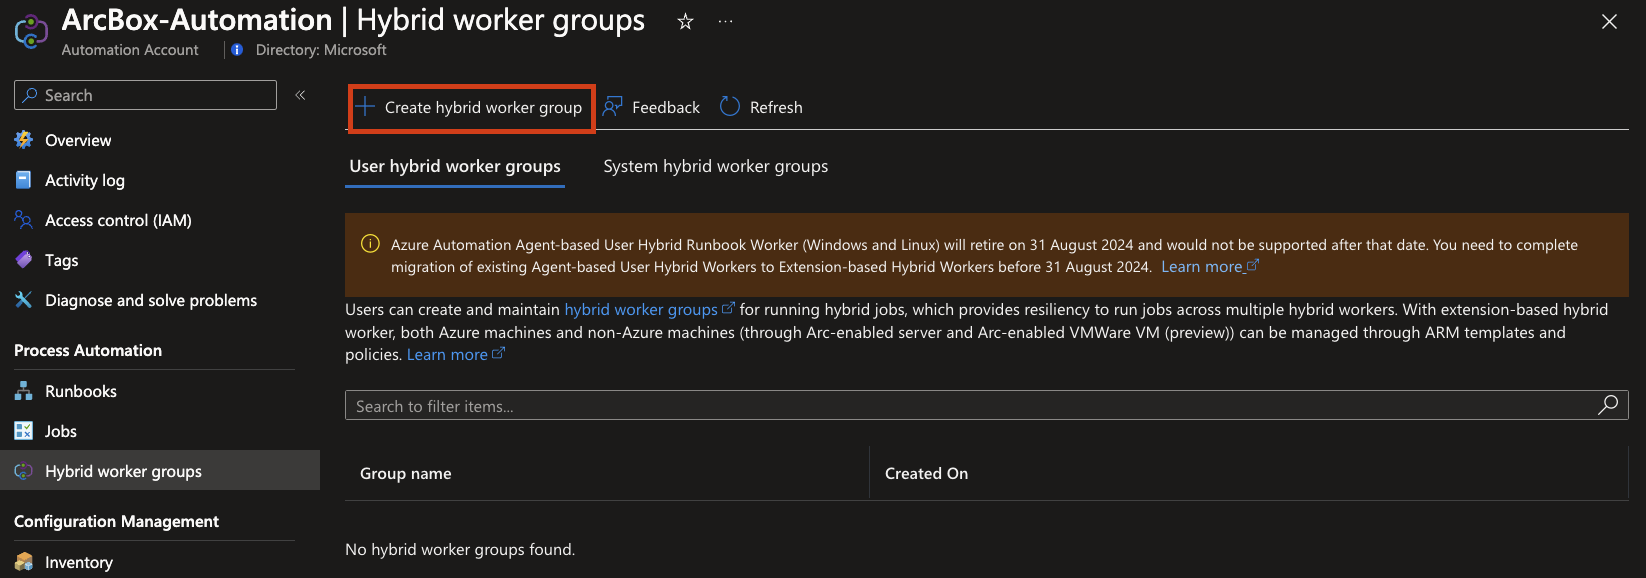 ArcBox-Automation | Hybrid worker groups ☆ ...
Automation Account | Directory: Microsoft
Search «
Overview
Activity log
Access control (IAM)
Tags
Diagnose and solve problems
Process Automation
Runbooks
Jobs
Hybrid worker groups
Configuration Management
Inventory
+ Create hybrid worker group Feedback Refresh
User hybrid worker groups System hybrid worker groups
Azure Automation Agent-based User Hybrid Runbook Worker (Windows and Linux) will retire on 31 August 2024 and would not be supported after that date. You need to complete
migration of existing Agent-based User Hybrid Workers to Extension-based Hybrid Workers before 31 August 2024. Learn more
Users can create and maintain hybrid worker groups for running hybrid jobs, which provides resiliency to run jobs across multiple hybrid workers. With extension-based hybrid
worker, both Azure machines and non-Azure machines (through Arc-enabled server and Arc-enabled VMWare VM (preview)) can be managed through ARM templates and
policies. Learn more
Search to filter items...
Group name Created On
No hybrid worker groups found.